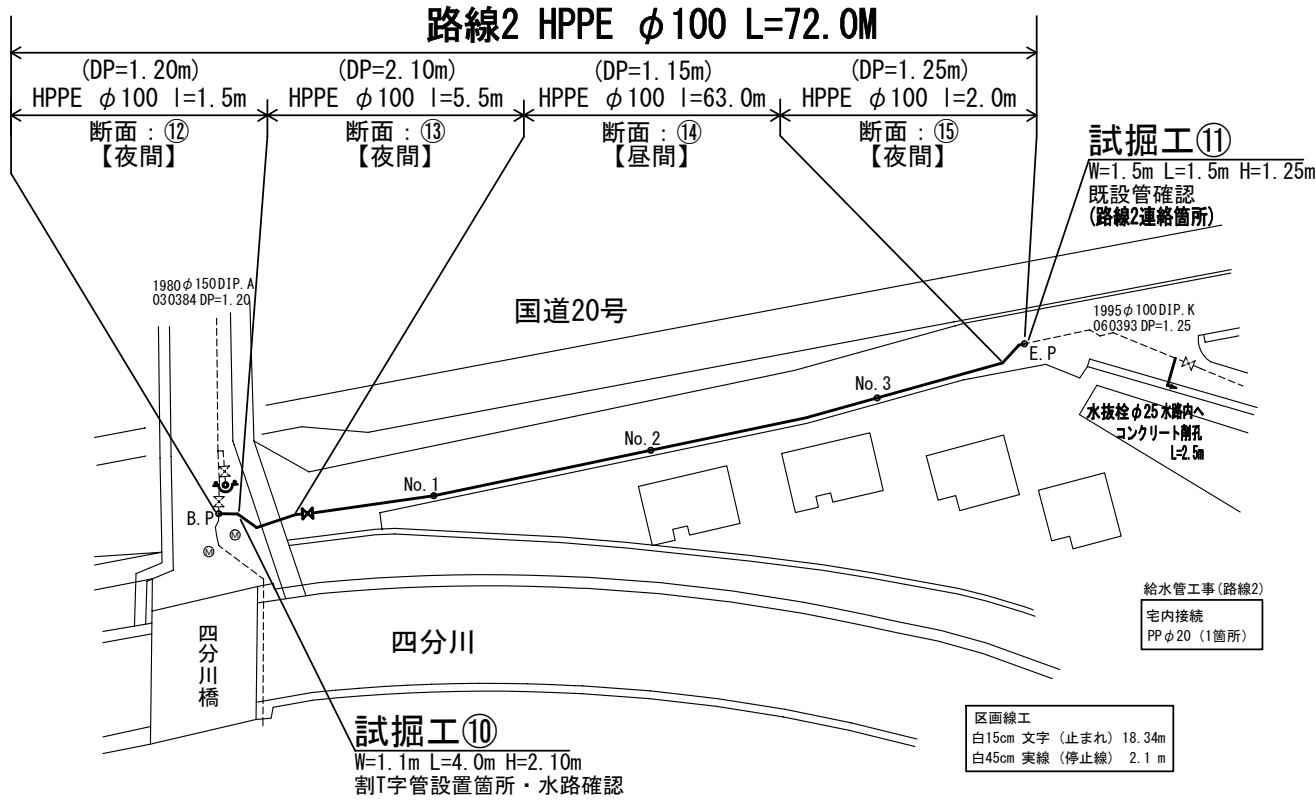 路線2 HPPE φ100 L=72.0M
(DP=1.20m)
HPPE φ100 l=1.5m
断面：⑫
【夜間】
(DP=2.10m)
HPPE φ100 l=5.5m
断面：⑬
【夜間】
(DP=1.15m)
HPPE φ100 l=63.0m
断面：⑭
【昼間】
(DP=1.25m)
HPPE φ100 l=2.0m
断面：⑮
【夜間】
試掘工⑪
W=1.5m L=1.5m H=1.25m
既設管確認
(路線2連絡箇所)
1980φ150DIP.A
030384 DP=1.20
国道20号
1995φ100DIP.K
060393 DP=1.25
E.P
No.3
水抜栓φ25水路内へ
コンクリート削孔
L=2.5m
No.2
No.1
B.P
M
M
四分川橋
四分川
給水管工事(路線2)
宅内接続
PPφ20（1箇所）
区画線工
白15cm 文字（止まれ）18.34m
白45cm 実線（停止線） 2.1 m
試掘工⑩
W=1.1m L=4.0m H=2.10m
割T字管設置箇所・水路確認